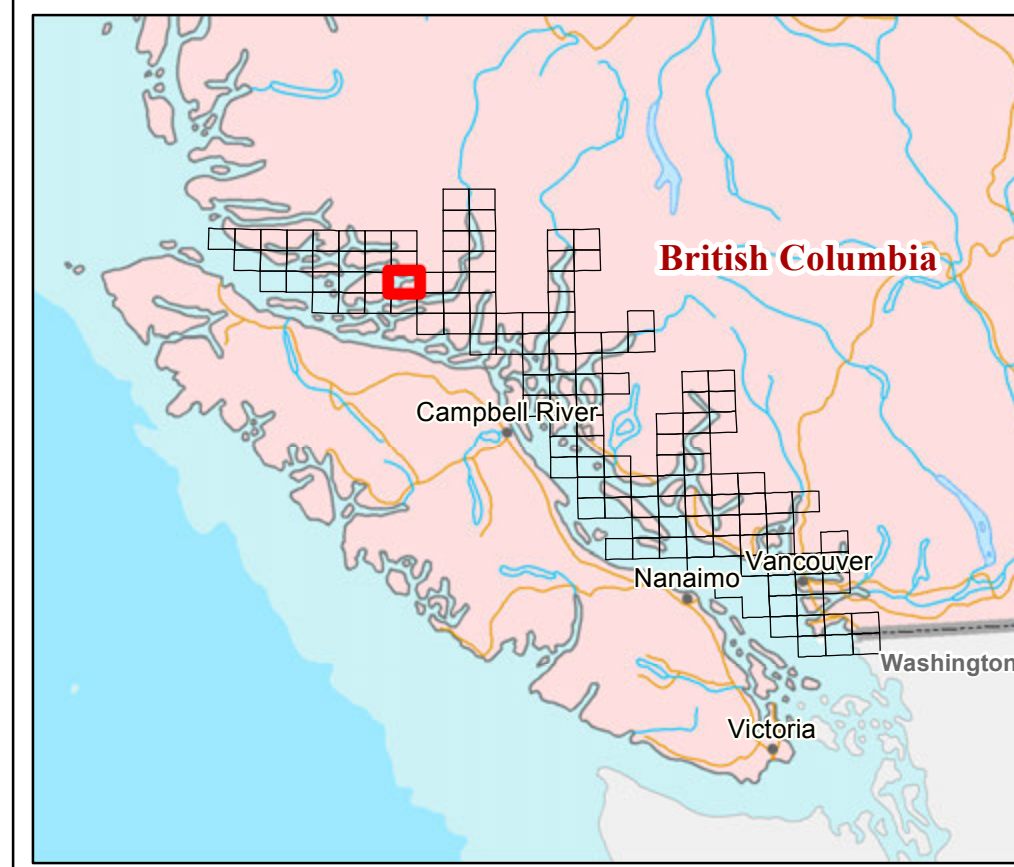 British Columbia
Campbell River
Vancouver
Nanaimo
Washington
Victoria